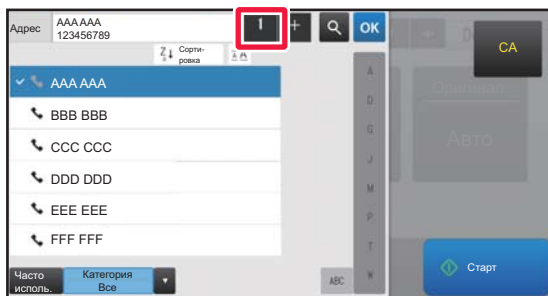 Адрес
AAA AAA
123456789
1
+
OK
CA
Z
Сорти-
ровка
AAA AAA
BBB BBB
CCC CCC
DDD DDD
EEE EEE
FFF FFF
A
D
G
J
M
P
T
W
Оригинал
Авто
Часто
исполь.
Категория
Все
ABC
Старт